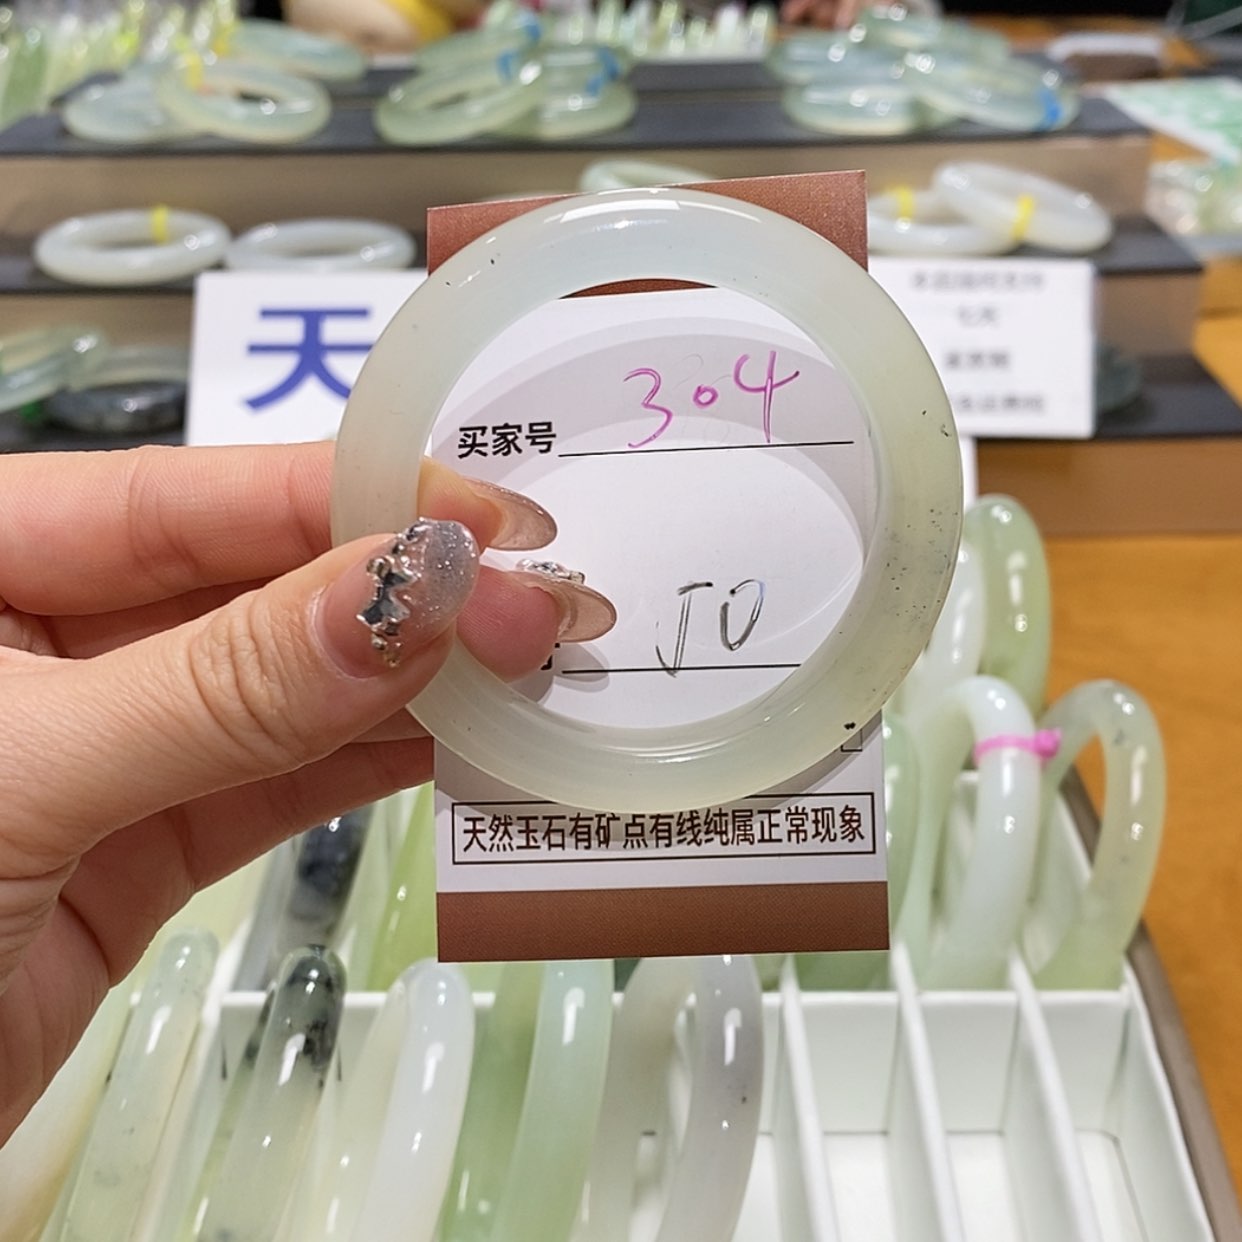 天
买家号 304
JO
天然玉石有矿点有线纯属正常现象